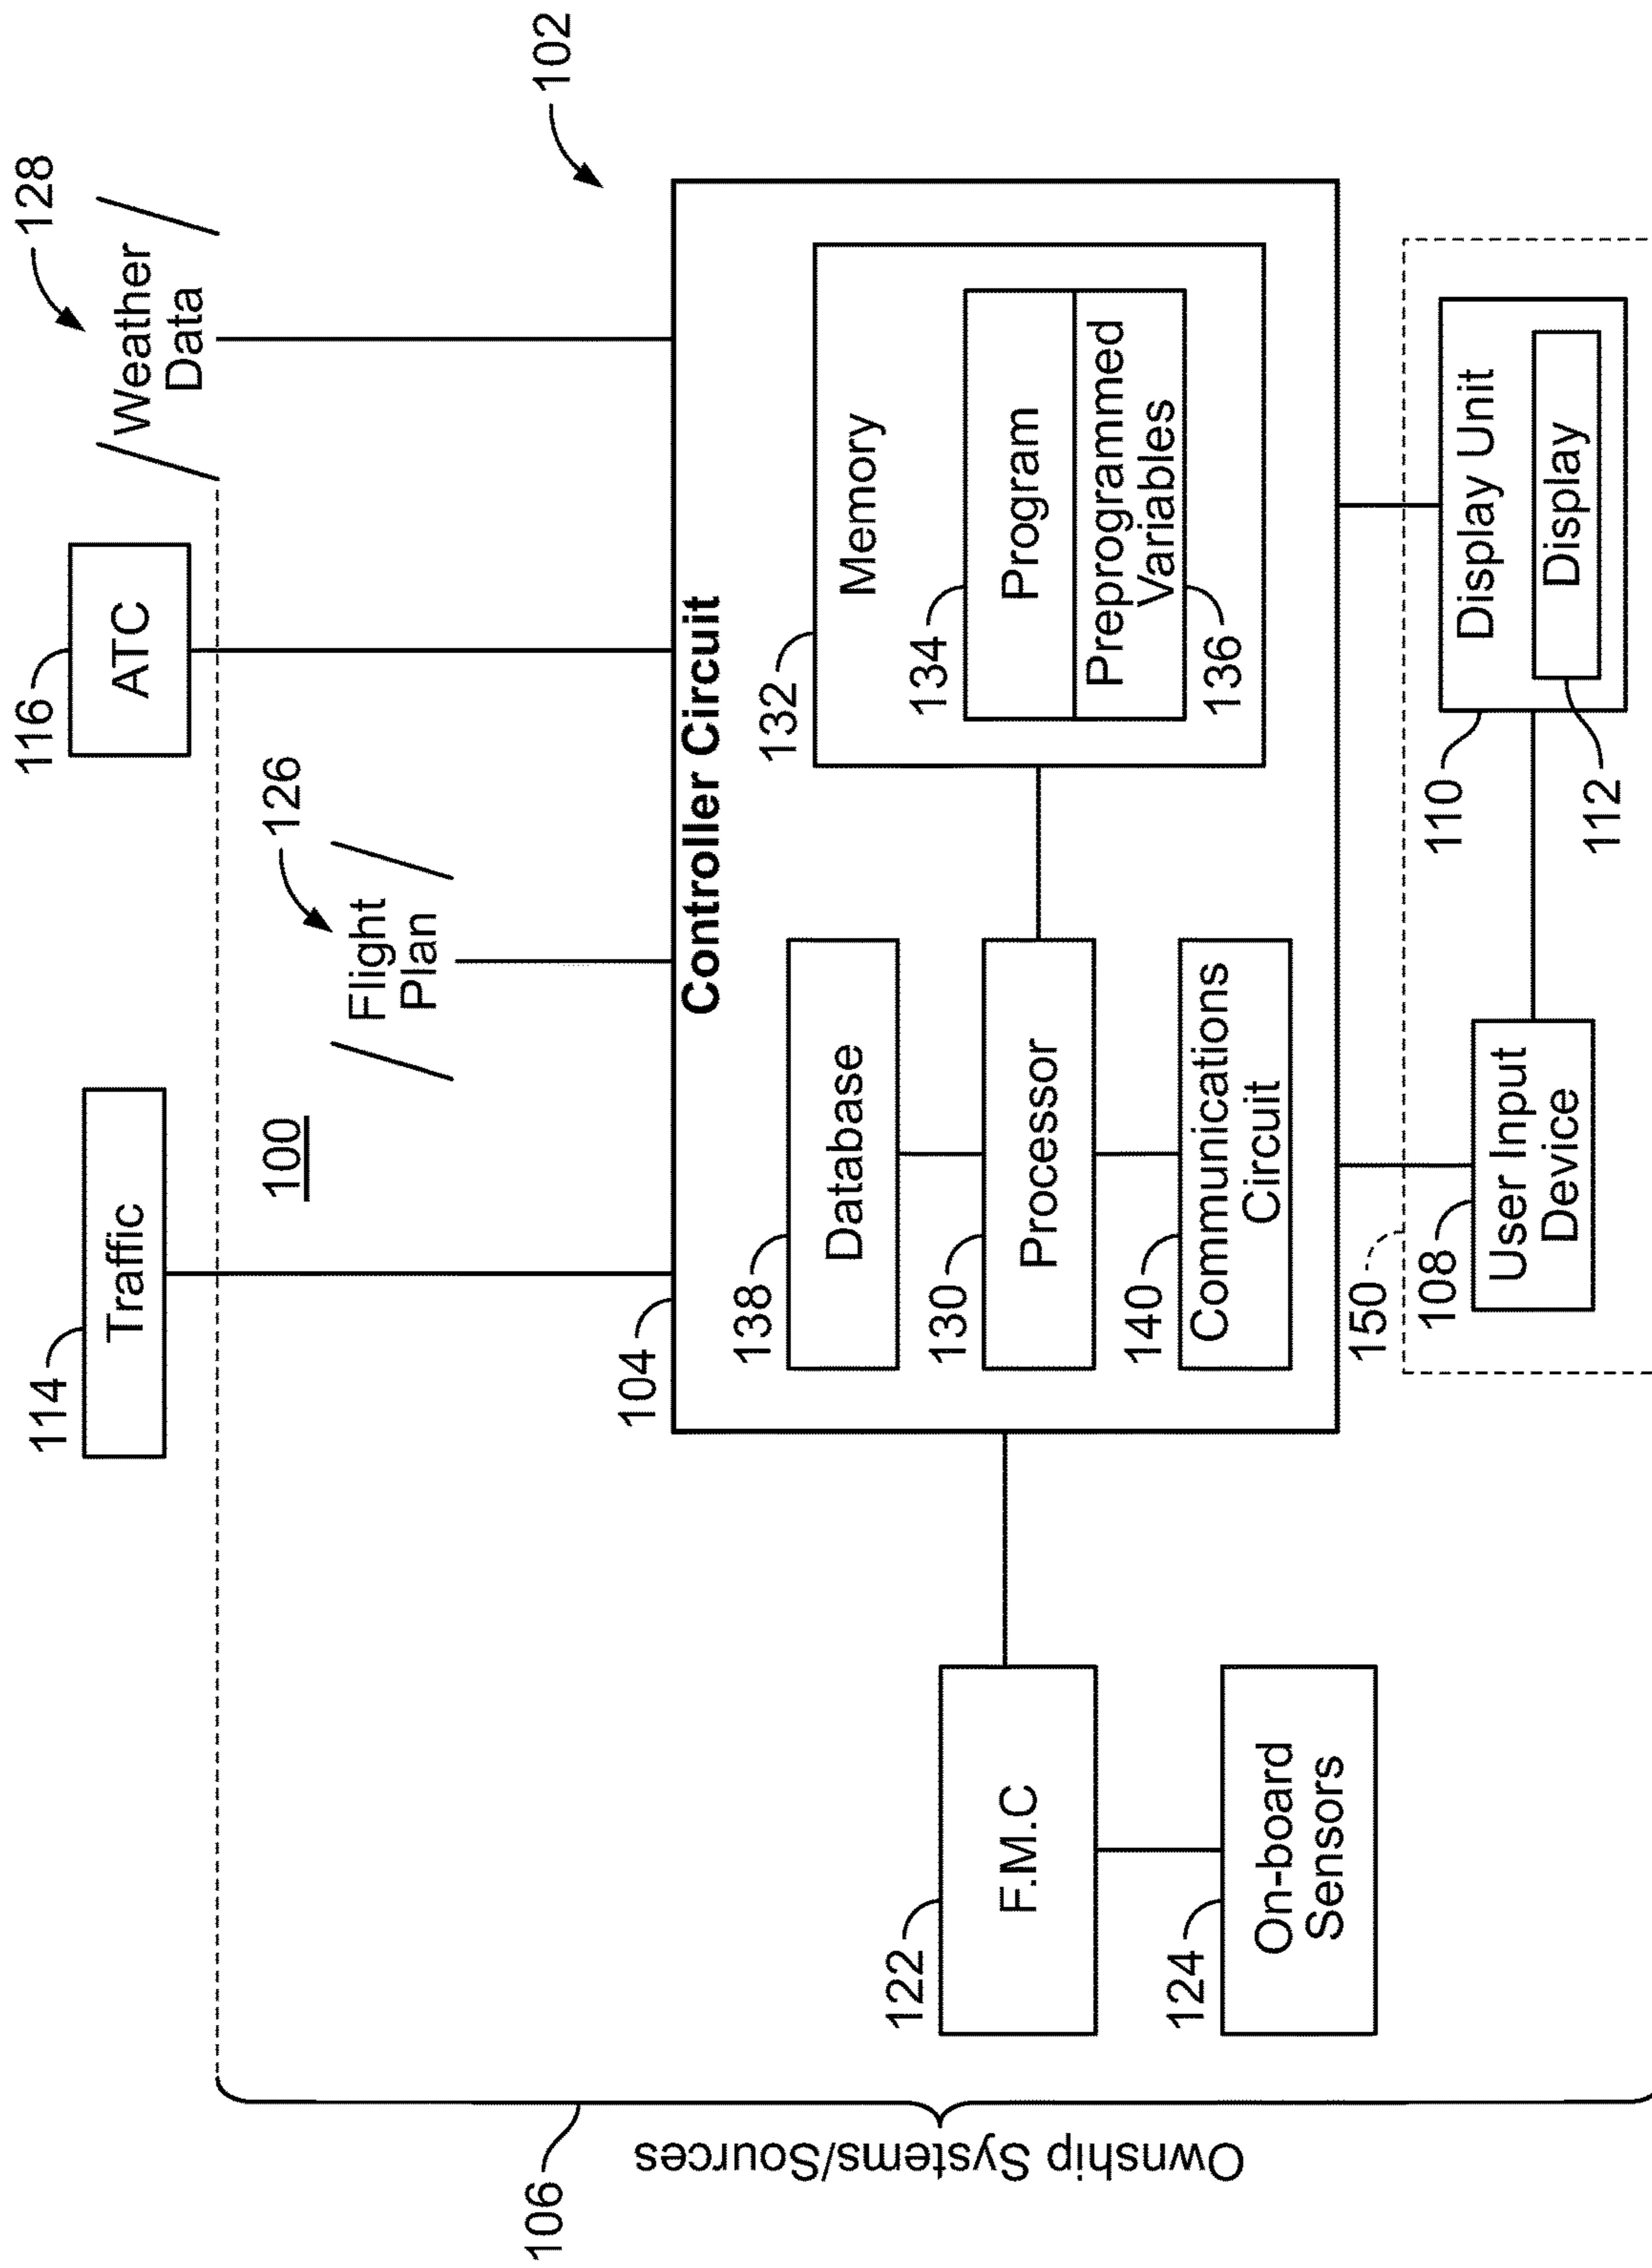 114
Traffic
116
ATC
128
Weather
Data
100
126
Flight
Plan
102
104
Controller Circuit
138
Database
130
Processor
140
Communications
Circuit
132
Memory
134
Program
Preprogrammed
Variables
136
122
F.M.C
124
On-board
Sensors
150
108
User Input
Device
110
Display Unit
Display
112
106
Ownship Systems/Sources